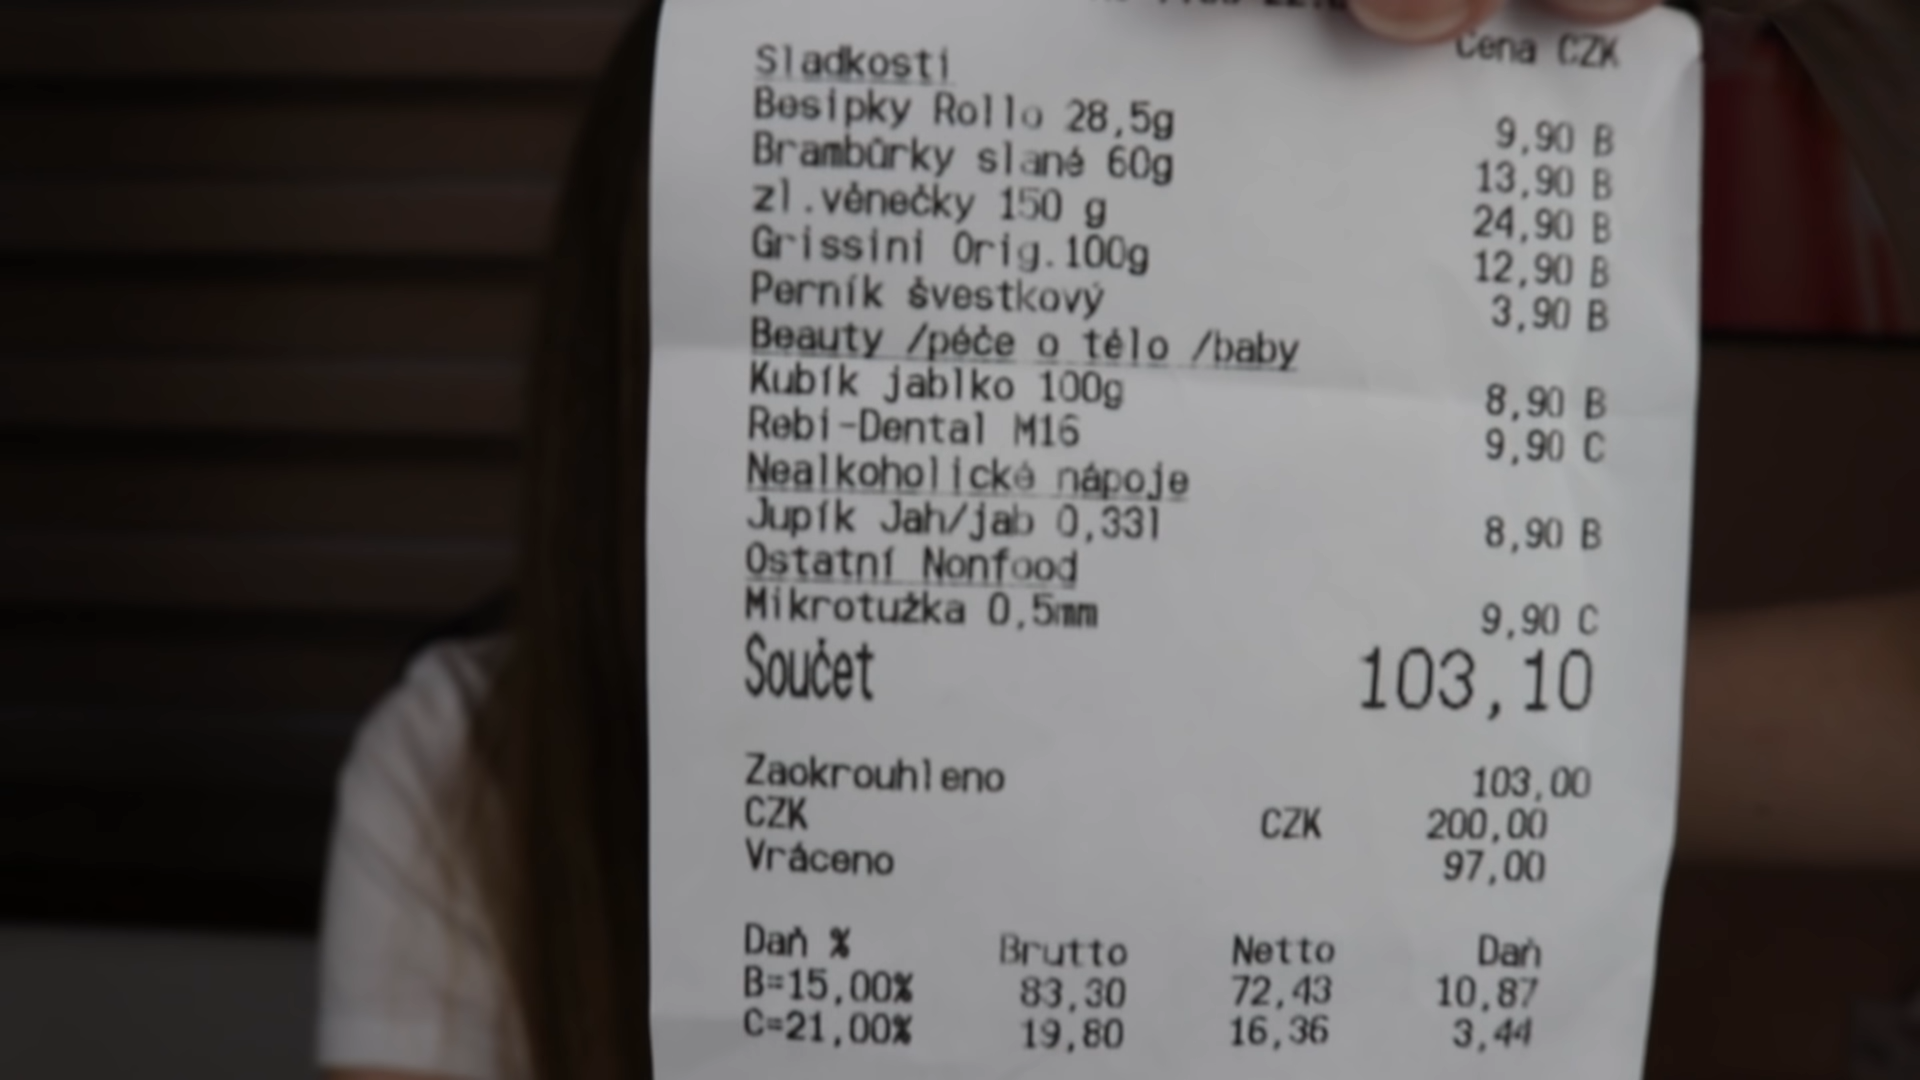 Cena CZK
Sladkosti
Besipky Rollo 28,5g 9,90 B
Brambůrky slané 60g 13,90 B
zl.věnečky 150 g 24,90 B
Grissini Orig.100g 12,90 B
Perník švestkový 3,90 B
Beauty /péče o tělo /baby
Kubík jablko 100g 8,90 B
Rebi-Dental M16 9,90 C
Nealkoholické nápoje
Jupík Jah/jab 0,33l 8,90 B
Ostatní Nonfood
Mikrotužka 0,5mm 9,90 C
Součet 103,10
Zaokrouhleno 103,00
CZK CZK 200,00
Vráceno 97,00
Daň % Brutto Netto Daň
B=15,00% 83,30 72,43 10,87
C=21,00% 19,80 16,36 3,44